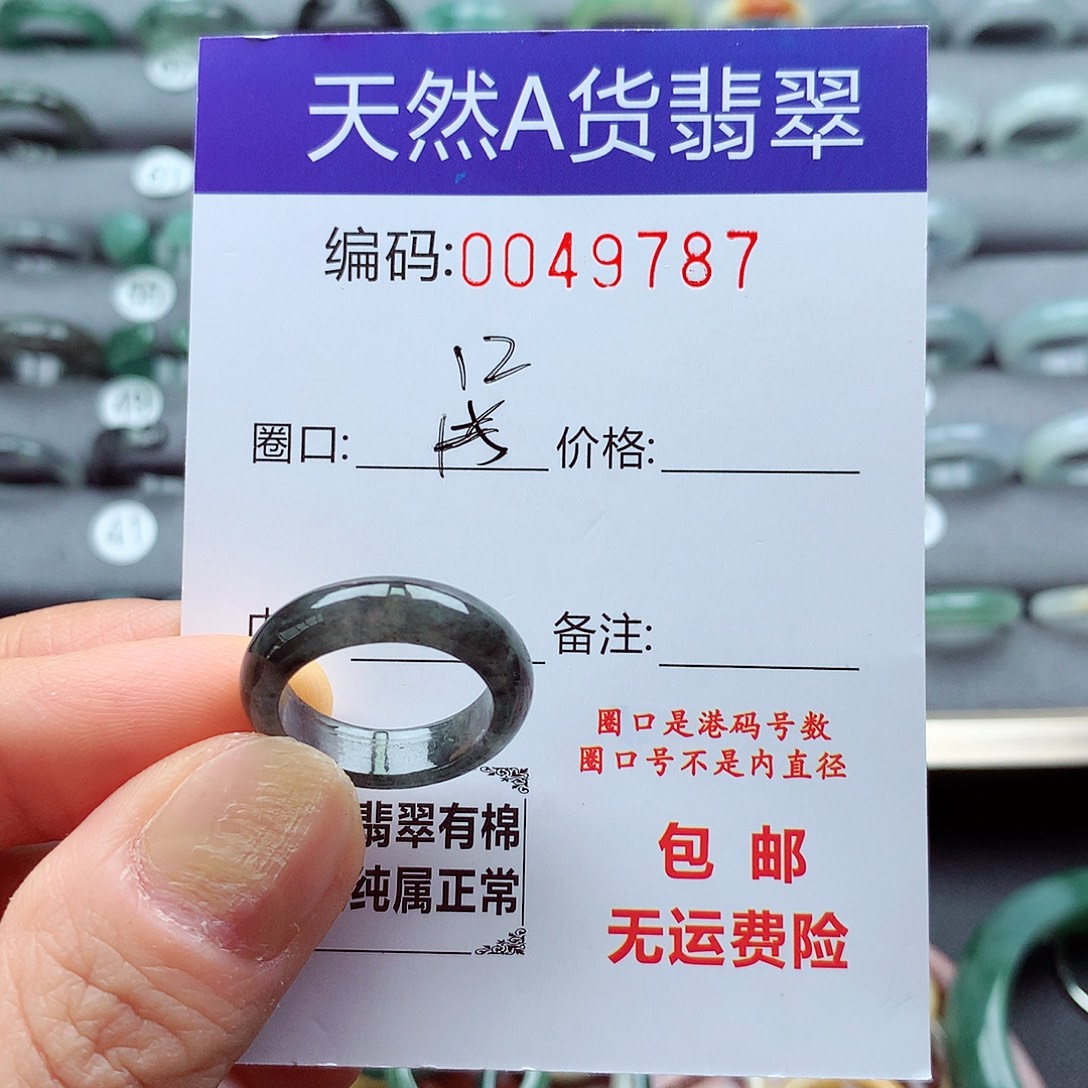 天然A货翡翠
编码:0049787
12
圈口: 价格:
备注:
圈口是港码号数
圈口号不是内直径
翡翠有棉
纯属正常
包 邮
无运费险
41